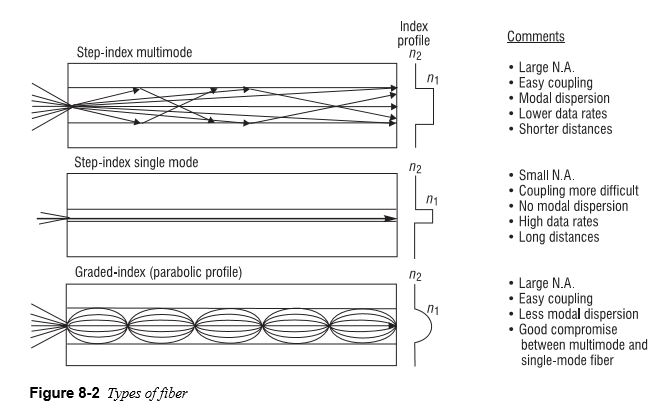 Index
profile
Comments
Step-index multimode
n2
n1
• Large N.A.
• Easy coupling
• Modal dispersion
• Lower data rates
• Shorter distances
Step-index single mode
n2
n1
• Small N.A.
• Coupling more difficult
• No modal dispersion
• High data rates
• Long distances
Graded-index (parabolic profile)
n2
n1
• Large N.A.
• Easy coupling
• Less modal dispersion
• Good compromise
between multimode and
single-mode fiber
Figure 8-2 Types of fiber